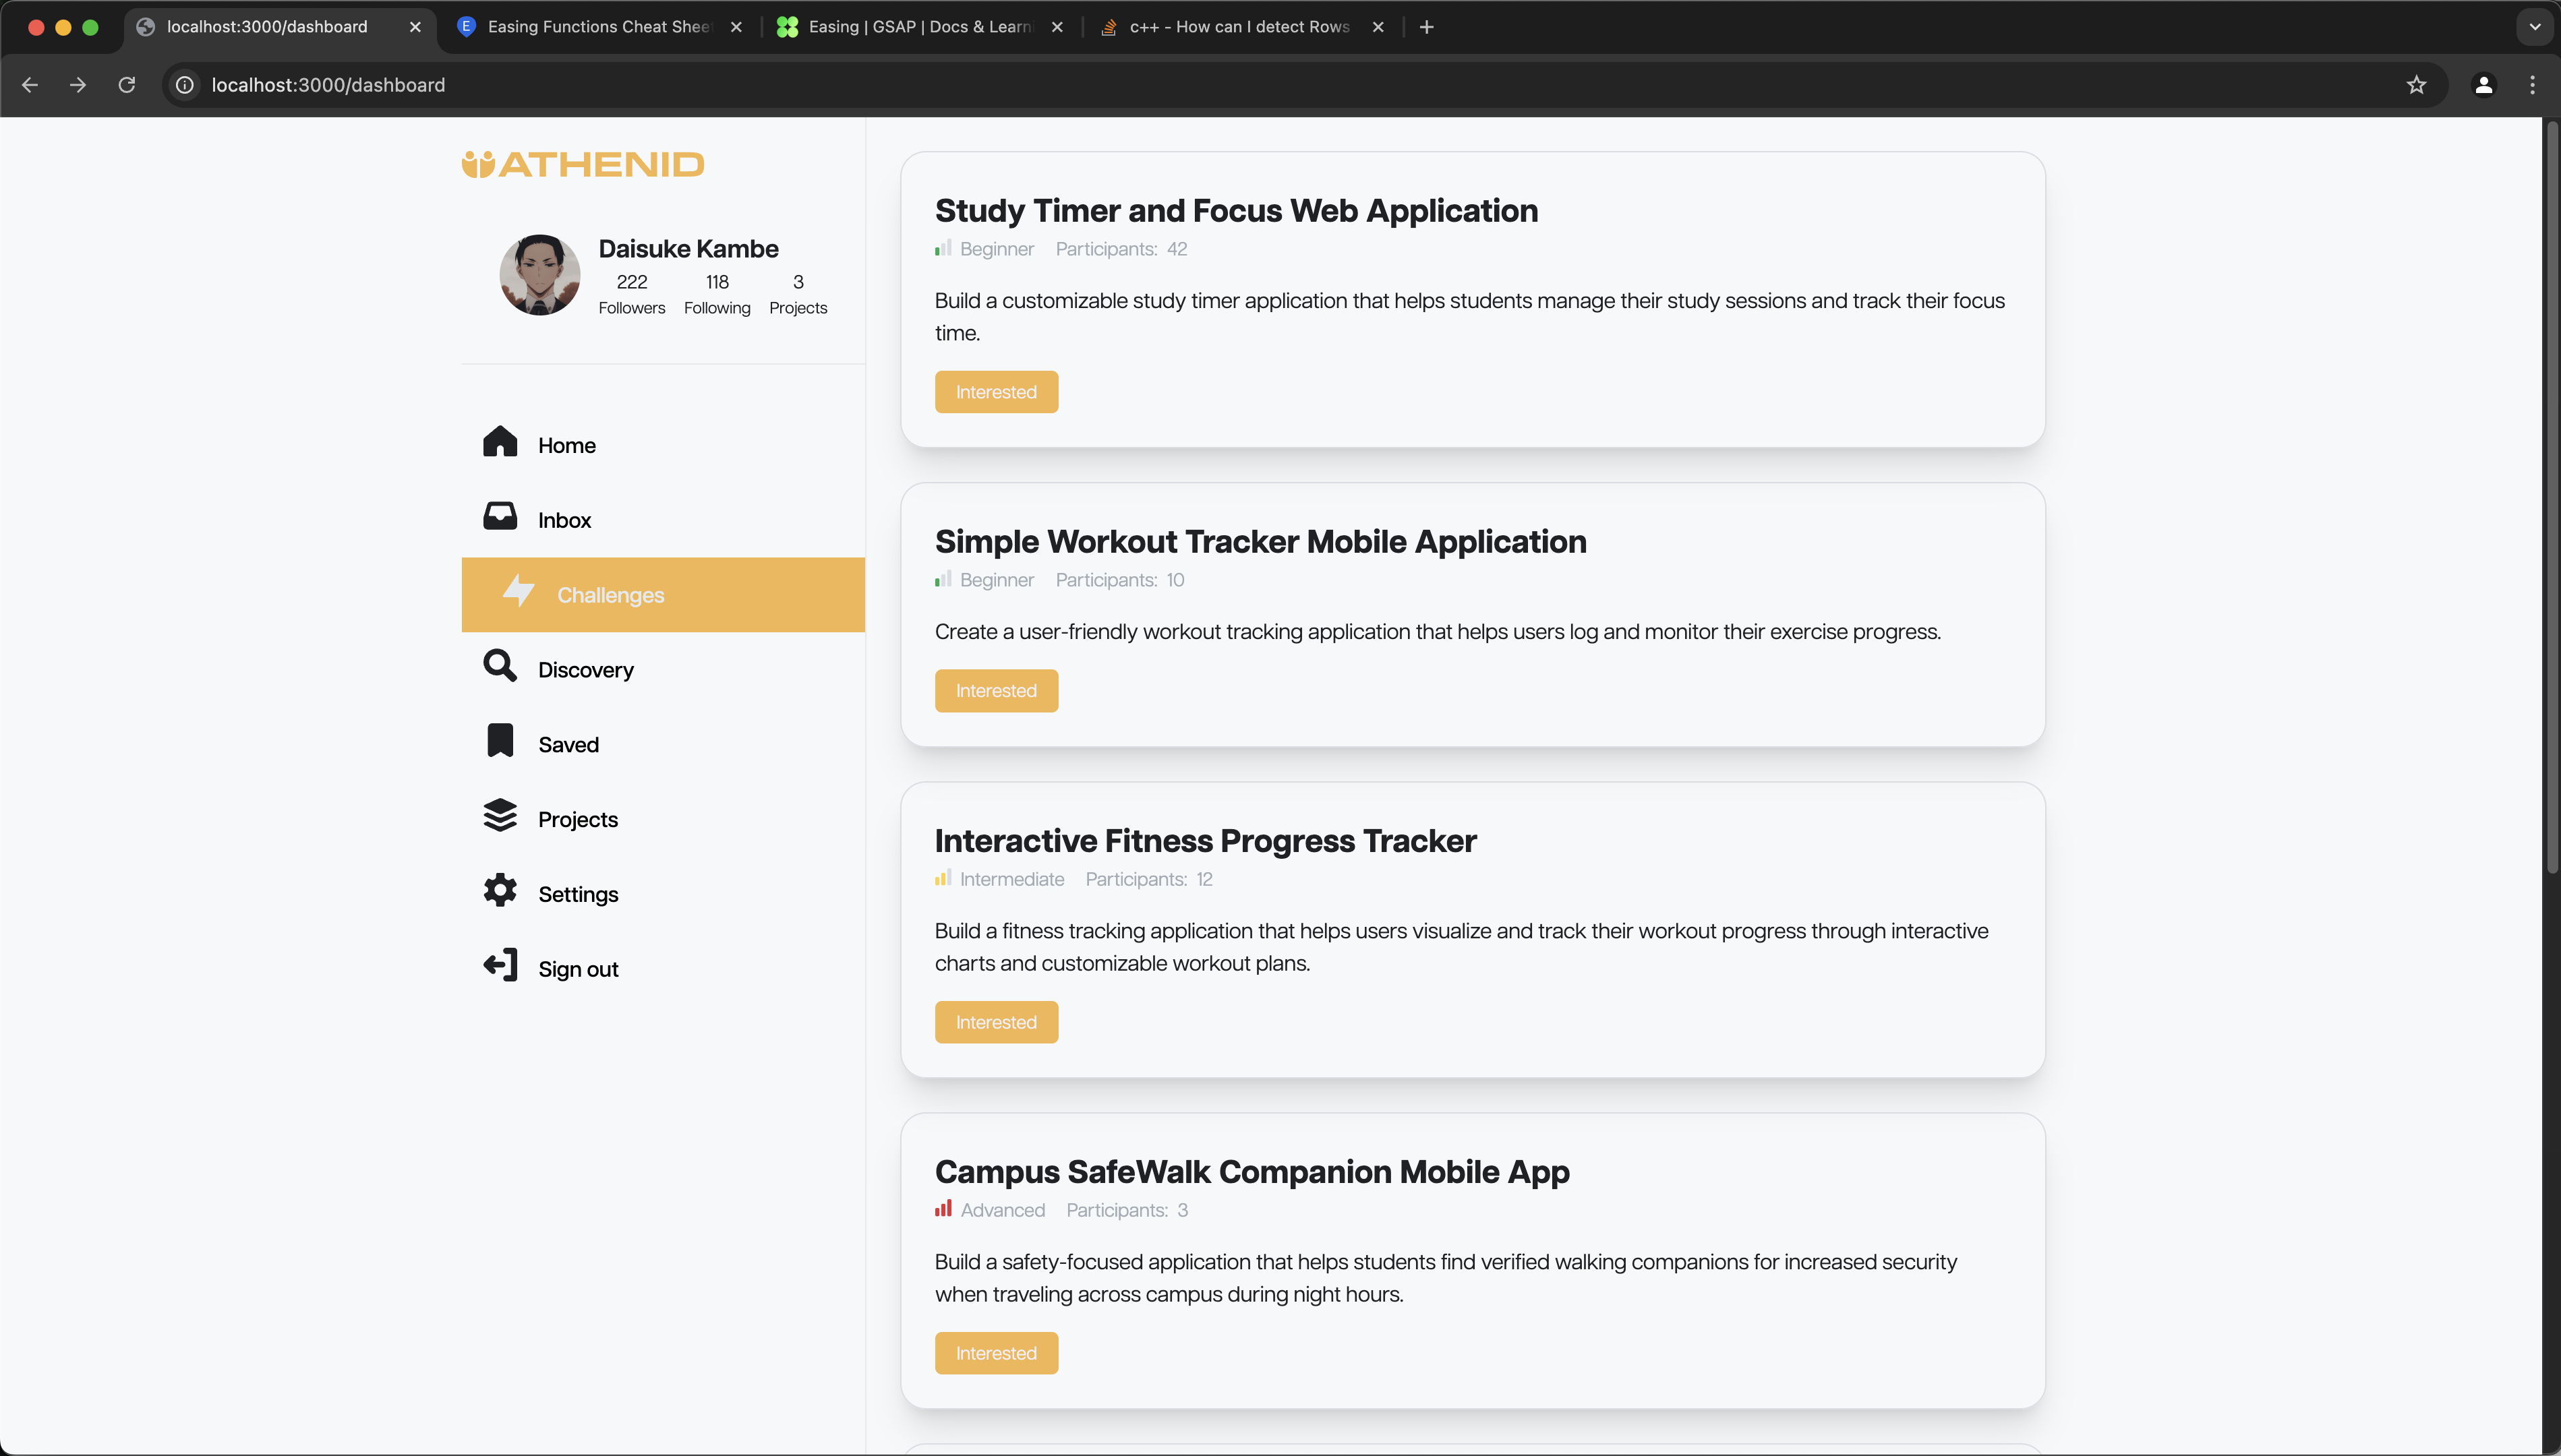 localhost:3000/dashboard
Easing Functions Cheat Shee
Easing | GSAP | Docs & Learni
c++ - How can I detect Rows
localhost:3000/dashboard
ATHENID
Daisuke Kambe
222 118 3
Followers Following Projects
Home
Inbox
Challenges
Discovery
Saved
Projects
Settings
Sign out
Study Timer and Focus Web Application
Beginner Participants: 42
Build a customizable study timer application that helps students manage their study sessions and track their focus
time.
Interested
Simple Workout Tracker Mobile Application
Beginner Participants: 10
Create a user-friendly workout tracking application that helps users log and monitor their exercise progress.
Interested
Interactive Fitness Progress Tracker
Intermediate Participants: 12
Build a fitness tracking application that helps users visualize and track their workout progress through interactive
charts and customizable workout plans.
Interested
Campus SafeWalk Companion Mobile App
Advanced Participants: 3
Build a safety-focused application that helps students find verified walking companions for increased security
when traveling across campus during night hours.
Interested